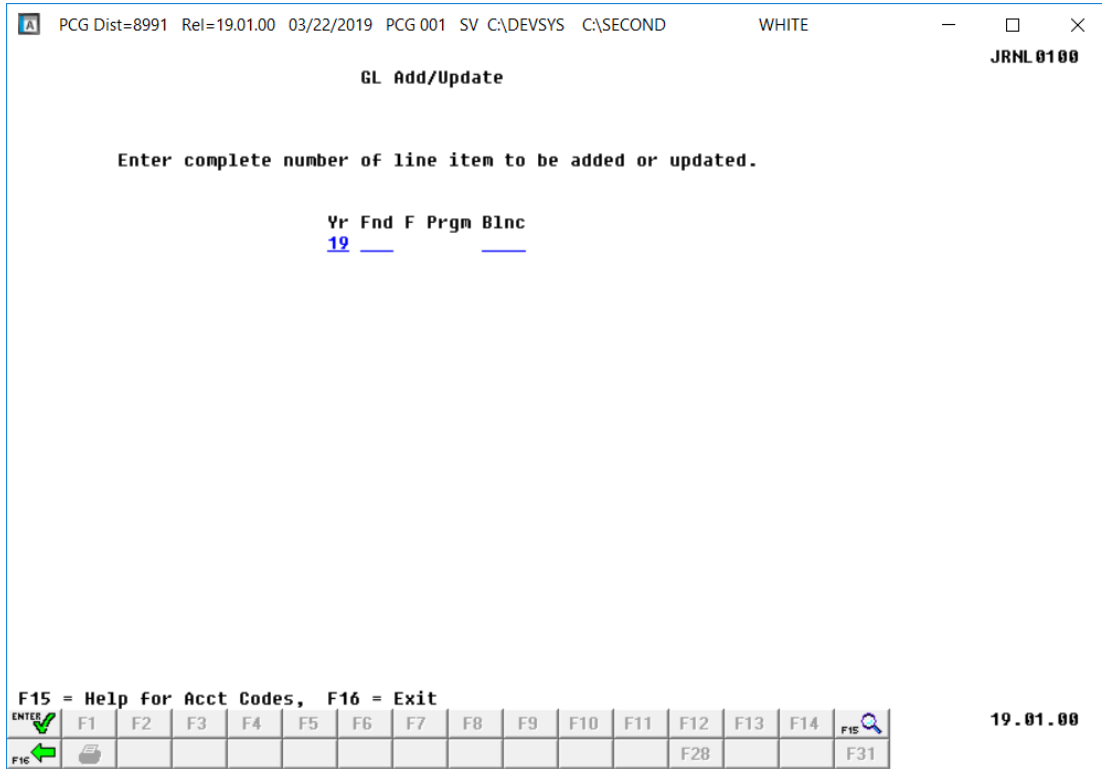 A PCG Dist=8991 Rel=19.01.00 03/22/2019 PCG 001 SV C:\DEVSYS C:\SECOND WHITE
JRNL0100
GL Add/Update
Enter complete number of line item to be added or updated.
Yr Fnd F Prgm Blnc
19
F15 = Help for Acct Codes, F16 = Exit
ENTER F1 F2 F3 F4 F5 F6 F7 F8 F9 F10 F11 F12 F13 F14 F15 19.01.00
F16 F28 F31